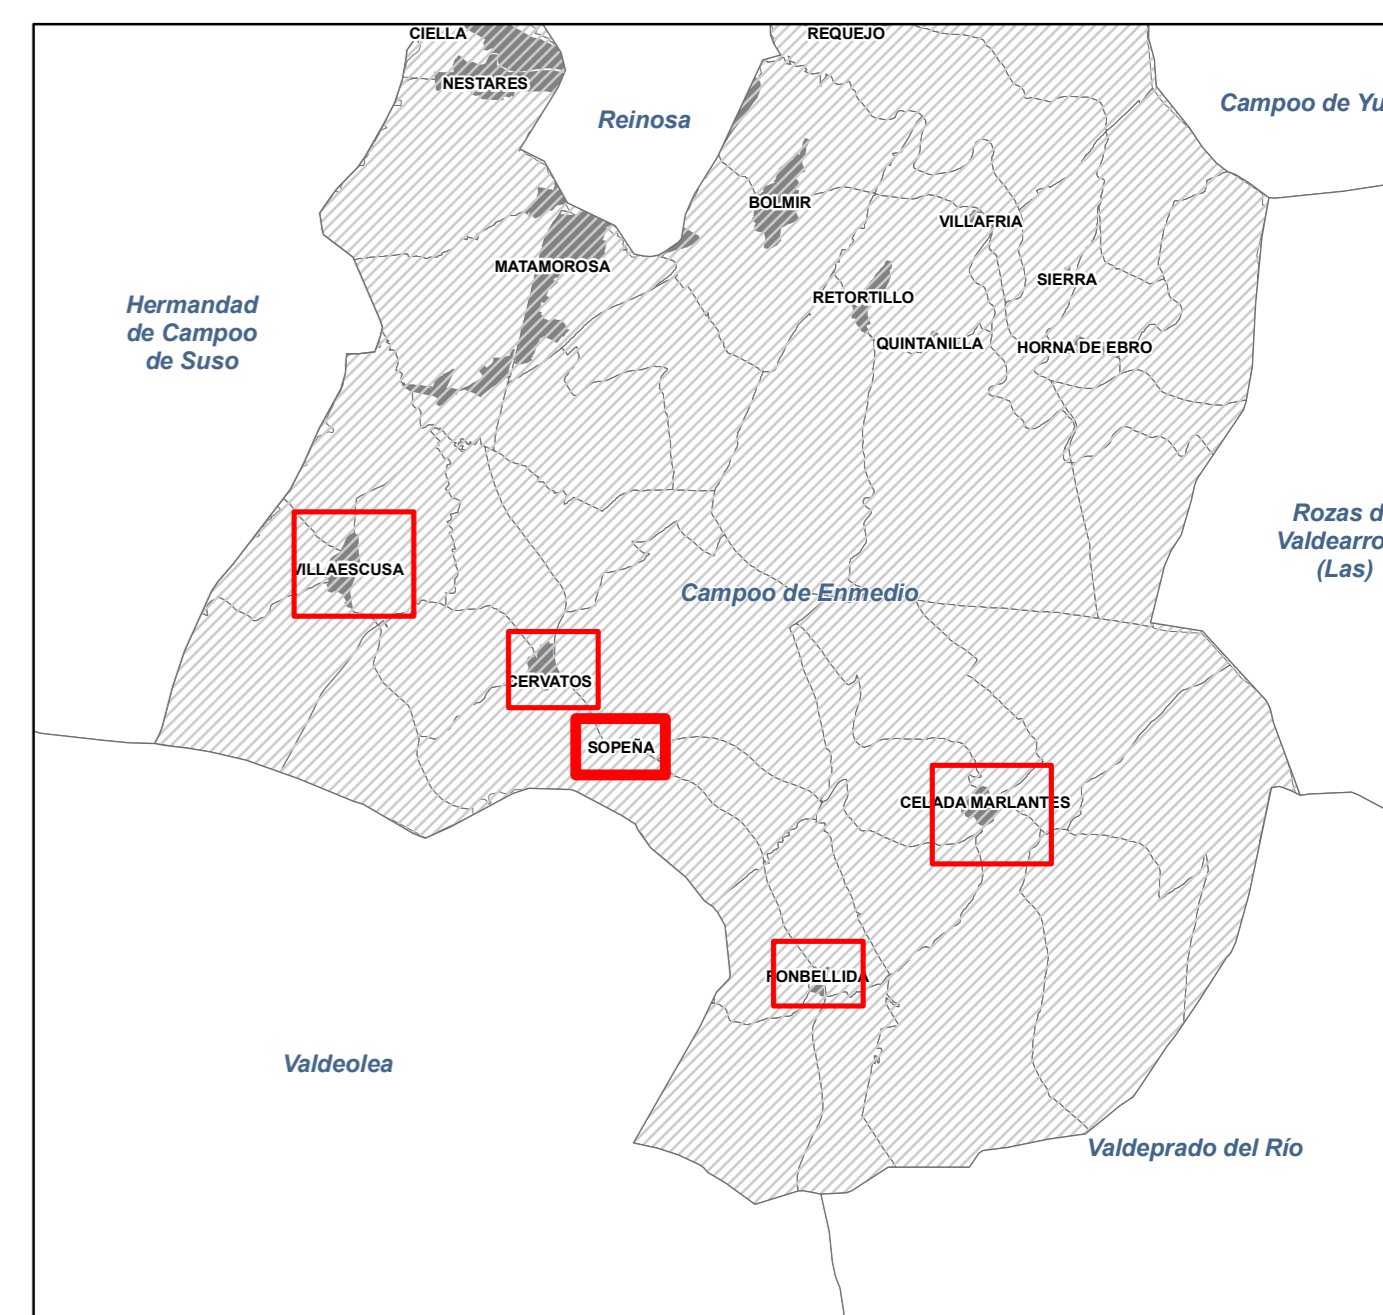 CIELLA
REQUEJO
NESTARES
Reinosa
Campoo de Yu
BOLMIR
VILLAFRIA
MATAMOROSA
SIERRA
RETORTILLO
Hermandad
de Campoo
de Suso
QUINTANILLA
HORNA DE EBRO
Rozas d
Valdearro
(Las)
VILLAESCUSA
Campoo de Enmedio
CERVATOS
SOPEÑA
CELADA MARLANTES
FONBELLIDA
Valdeolea
Valdeprado del Río